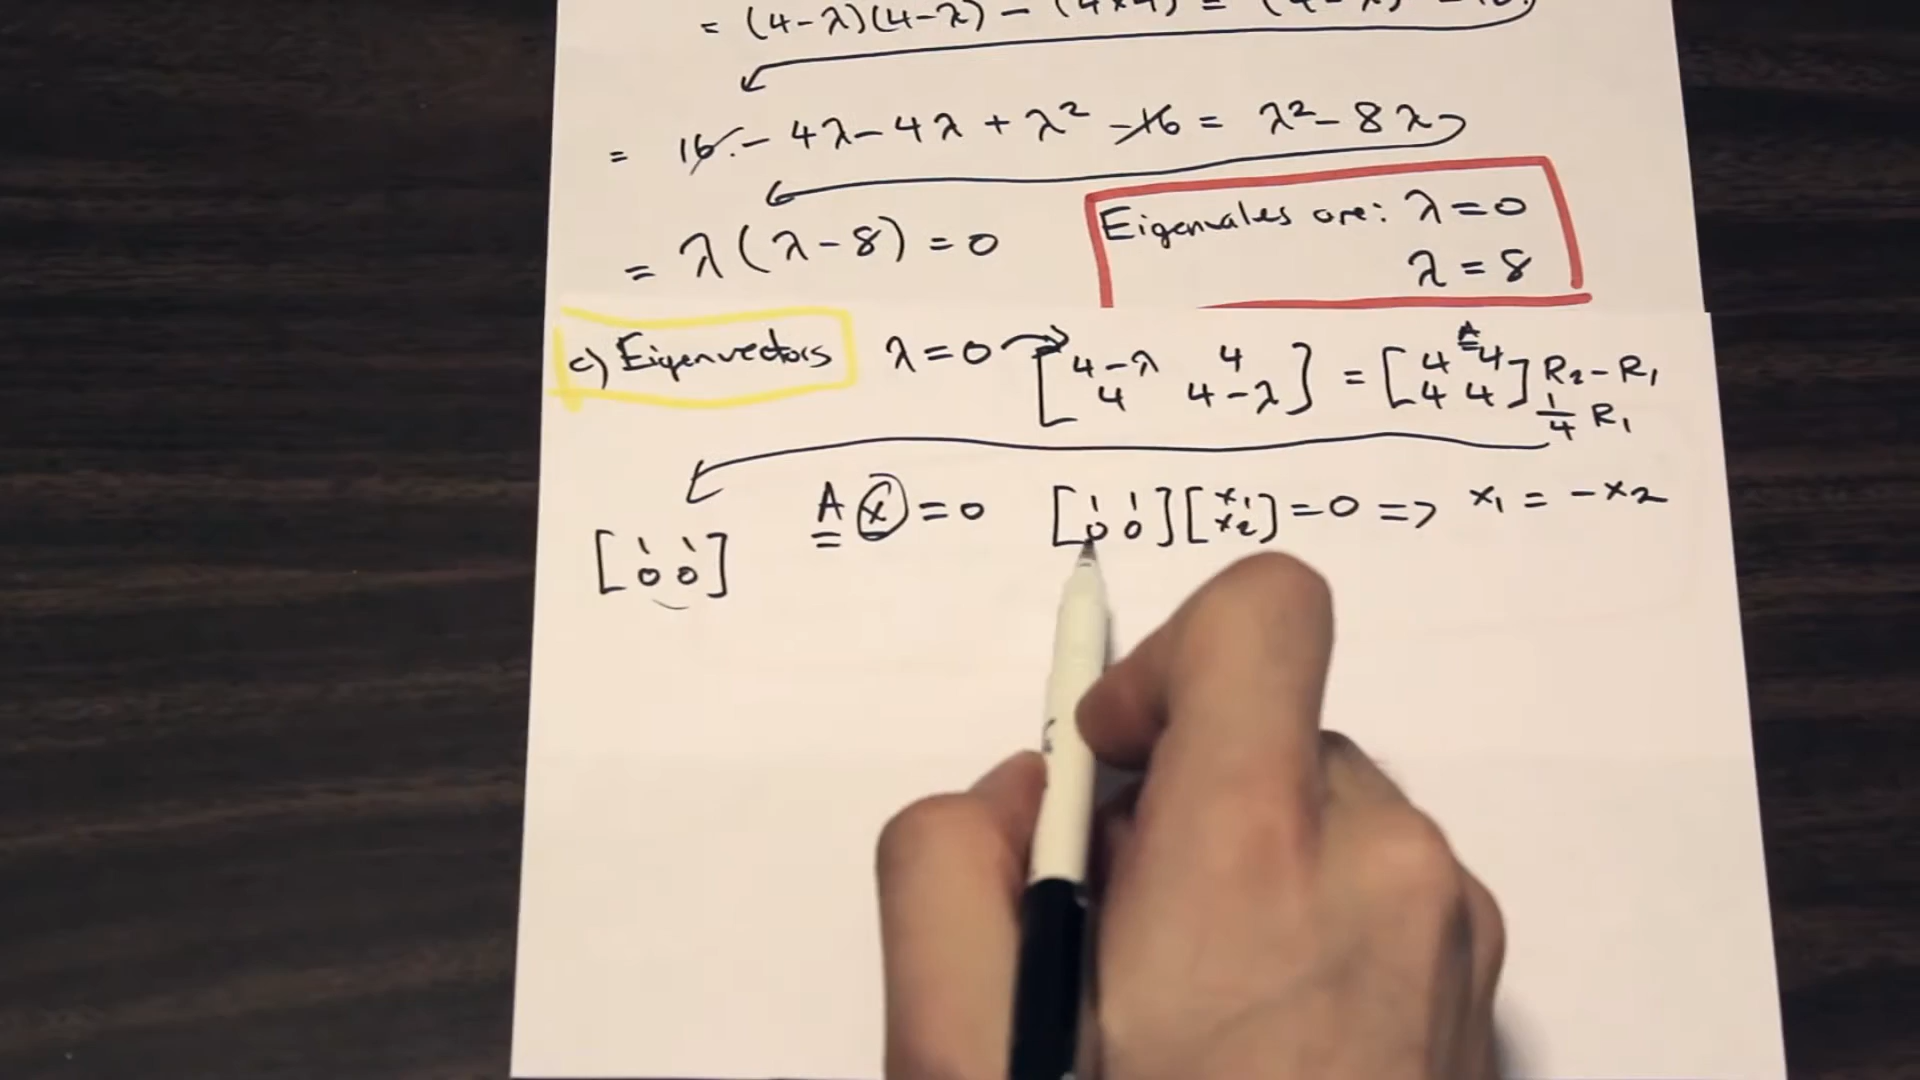 = (4-λ)(4-λ) - (4×4) = (4-λ)² - 16.
= 16 - 4λ - 4λ + λ² - 16 = λ² - 8λ
= λ(λ-8) = 0
Eigenvales are: λ=0
λ = 8
c) Eigenvectors λ=0 → [4-λ 4
4 4-λ] = [4 4
4 4] A R₂-R₁
1/4 R₁
[1 1
0 0]
A x = 0 [1 1
0 0] [x₁
x₂] = 0 => x₁ = -x₂